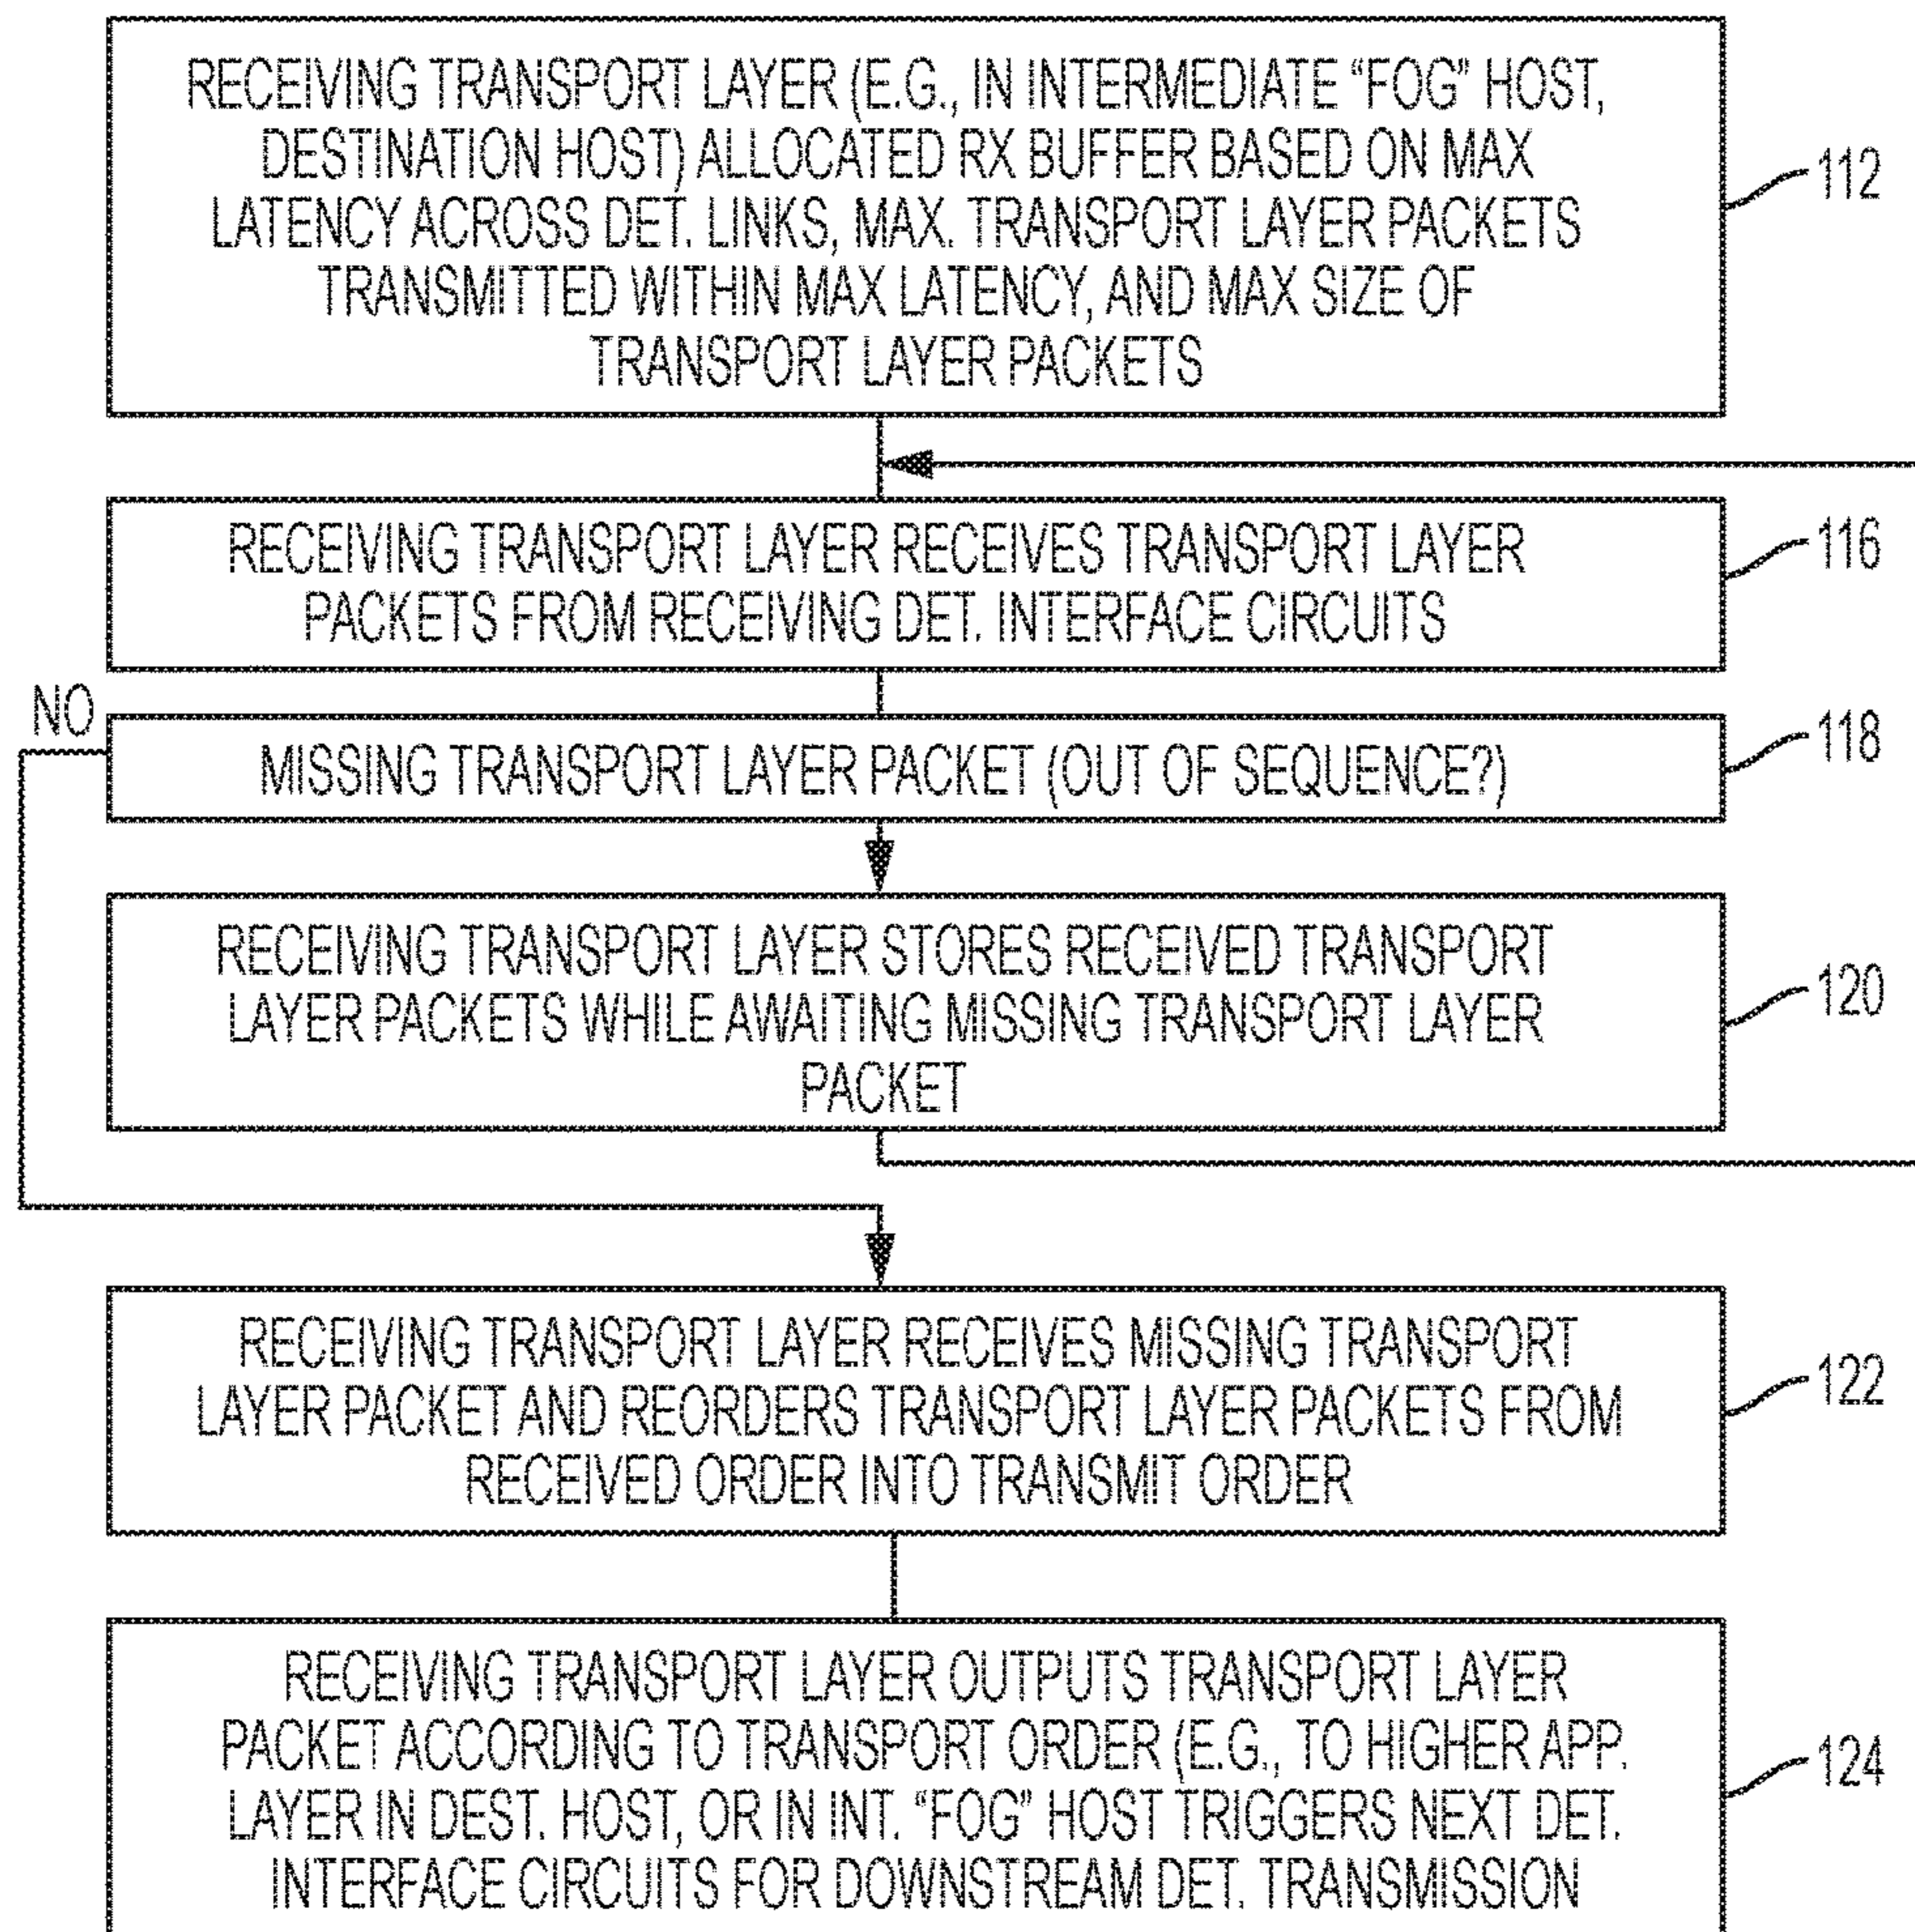 RECEIVING TRANSPORT LAYER (E.G., IN INTERMEDIATE “FOG” HOST,
DESTINATION HOST) ALLOCATED RX BUFFER BASED ON MAX
LATENCY ACROSS DET. LINKS, MAX. TRANSPORT LAYER PACKETS
TRANSMITTED WITHIN MAX LATENCY, AND MAX SIZE OF
TRANSPORT LAYER PACKETS
112
RECEIVING TRANSPORT LAYER RECEIVES TRANSPORT LAYER
PACKETS FROM RECEIVING DET. INTERFACE CIRCUITS
116
NO
MISSING TRANSPORT LAYER PACKET (OUT OF SEQUENCE?)
118
RECEIVING TRANSPORT LAYER STORES RECEIVED TRANSPORT
LAYER PACKETS WHILE AWAITING MISSING TRANSPORT LAYER
PACKET
120
RECEIVING TRANSPORT LAYER RECEIVES MISSING TRANSPORT
LAYER PACKET AND REORDERS TRANSPORT LAYER PACKETS FROM
RECEIVED ORDER INTO TRANSMIT ORDER
122
RECEIVING TRANSPORT LAYER OUTPUTS TRANSPORT LAYER
PACKET ACCORDING TO TRANSPORT ORDER (E.G., TO HIGHER APP.
LAYER IN DEST. HOST, OR IN INT. “FOG” HOST TRIGGERS NEXT DET.
INTERFACE CIRCUITS FOR DOWNSTREAM DET. TRANSMISSION
124